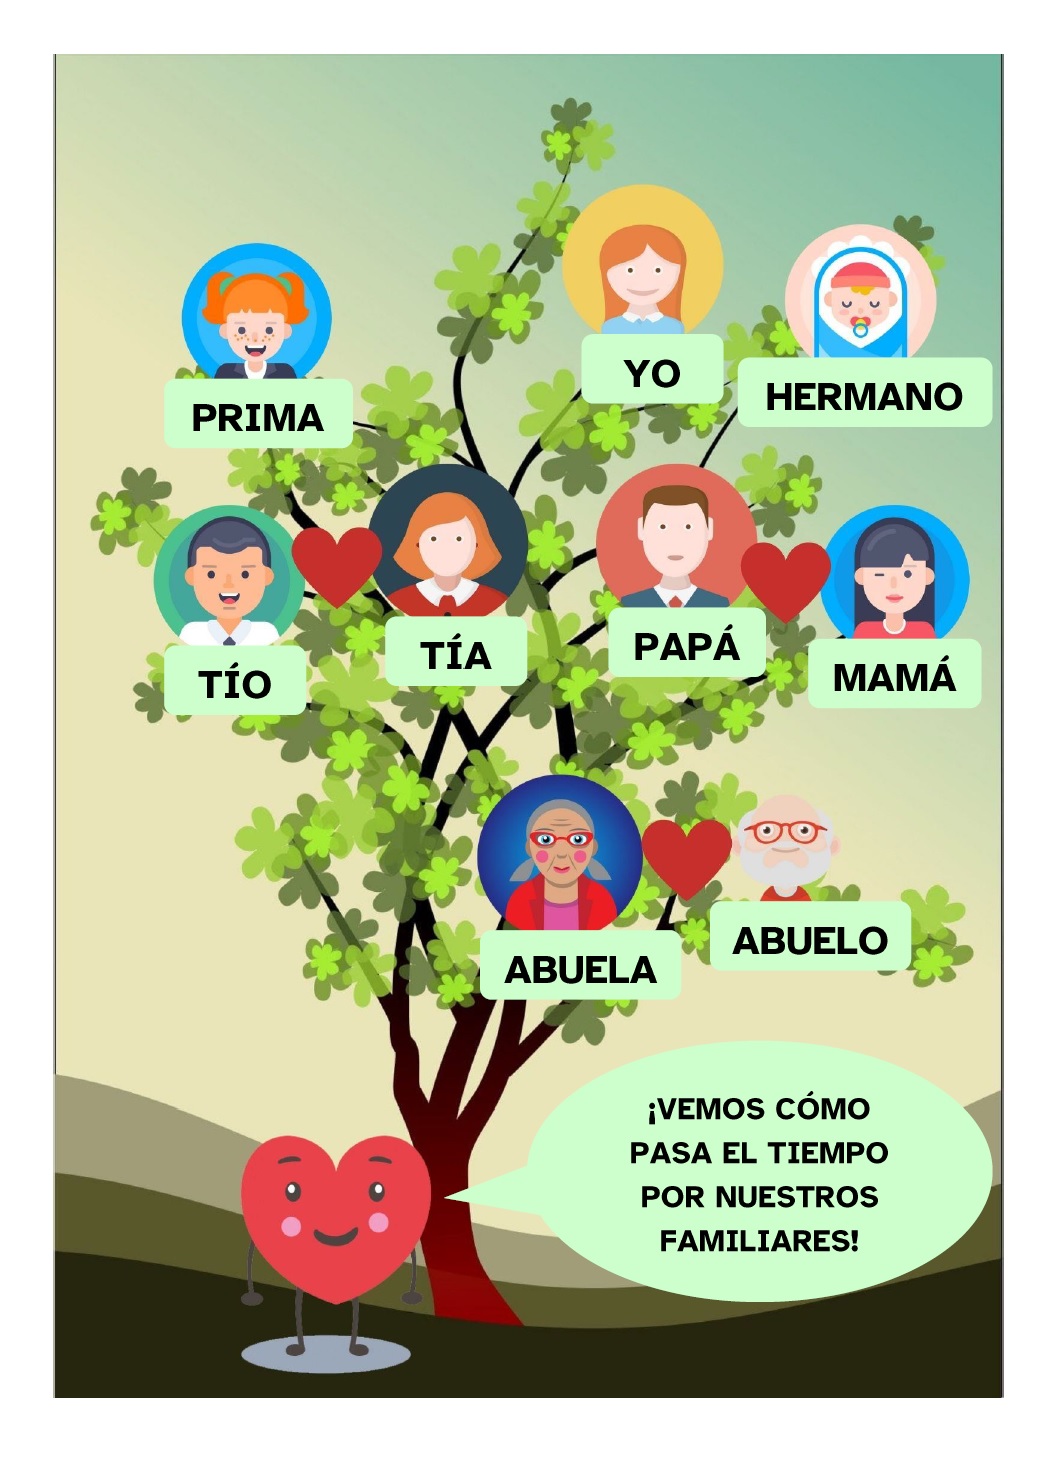 YO
HERMANO
PRIMA
TÍO
TÍA
PAPÁ
MAMÁ
ABUELA
ABUELO
¡VEMOS CÓMO
PASA EL TIEMPO
POR NUESTROS
FAMILIARES!